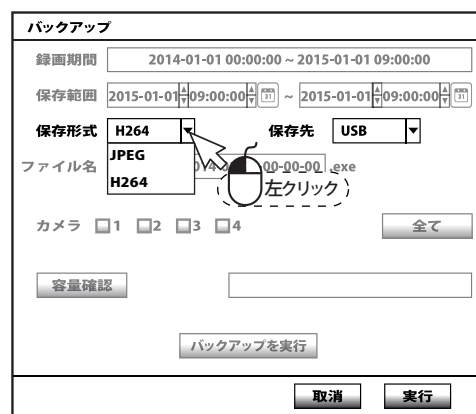 バックアップ
録画期間 2014-01-01 00:00:00 ~ 2015-01-01 09:00:00
保存範囲 2015-01-01 09:00:00 31 ~ 2015-01-01 09:00:00 31
保存形式 H264 保存先 USB
JPEG
ファイル名 00-00-00 .exe
H264
左クリック
カメラ 1 2 3 4 全て
容量確認
バックアップを実行
取消 実行